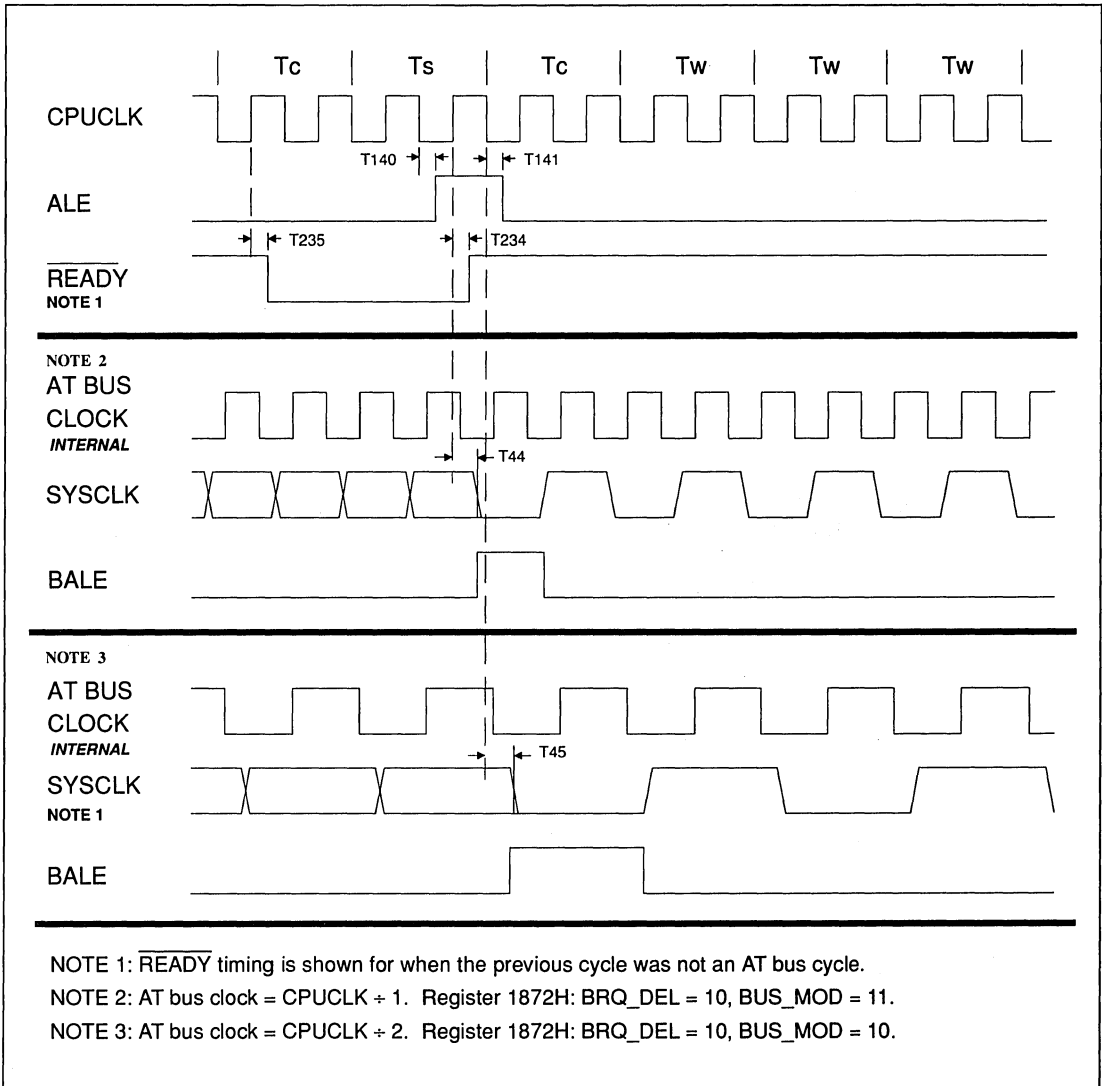 Tc Ts Tc Tw Tw Tw
CPUCLK
T140 T141
ALE
T235 T234
READY
NOTE 1
NOTE 2
AT BUS
CLOCK
INTERNAL
T44
SYSCLK
BALE
NOTE 3
AT BUS
CLOCK
INTERNAL
T45
SYSCLK
NOTE 1
BALE
NOTE 1: READY timing is shown for when the previous cycle was not an AT bus cycle.
NOTE 2: AT bus clock = CPUCLK ÷ 1. Register 1872H: BRQ_DEL = 10, BUS_MOD = 11.
NOTE 3: AT bus clock = CPUCLK ÷ 2. Register 1872H: BRQ_DEL = 10, BUS_MOD = 10.